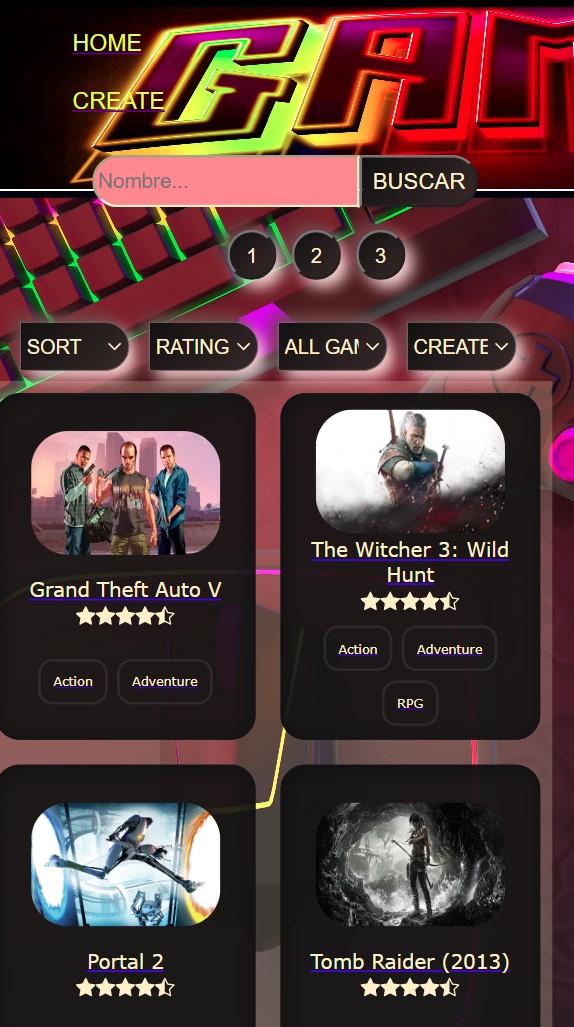 HOME
GAM
CREATE
Nombre... BUSCAR
1 2 3
SORT RATING ALL GAM CREATE
Grand Theft Auto V
The Witcher 3: Wild
Hunt
Action Adventure
Action Adventure
RPG
Portal 2
Tomb Raider (2013)